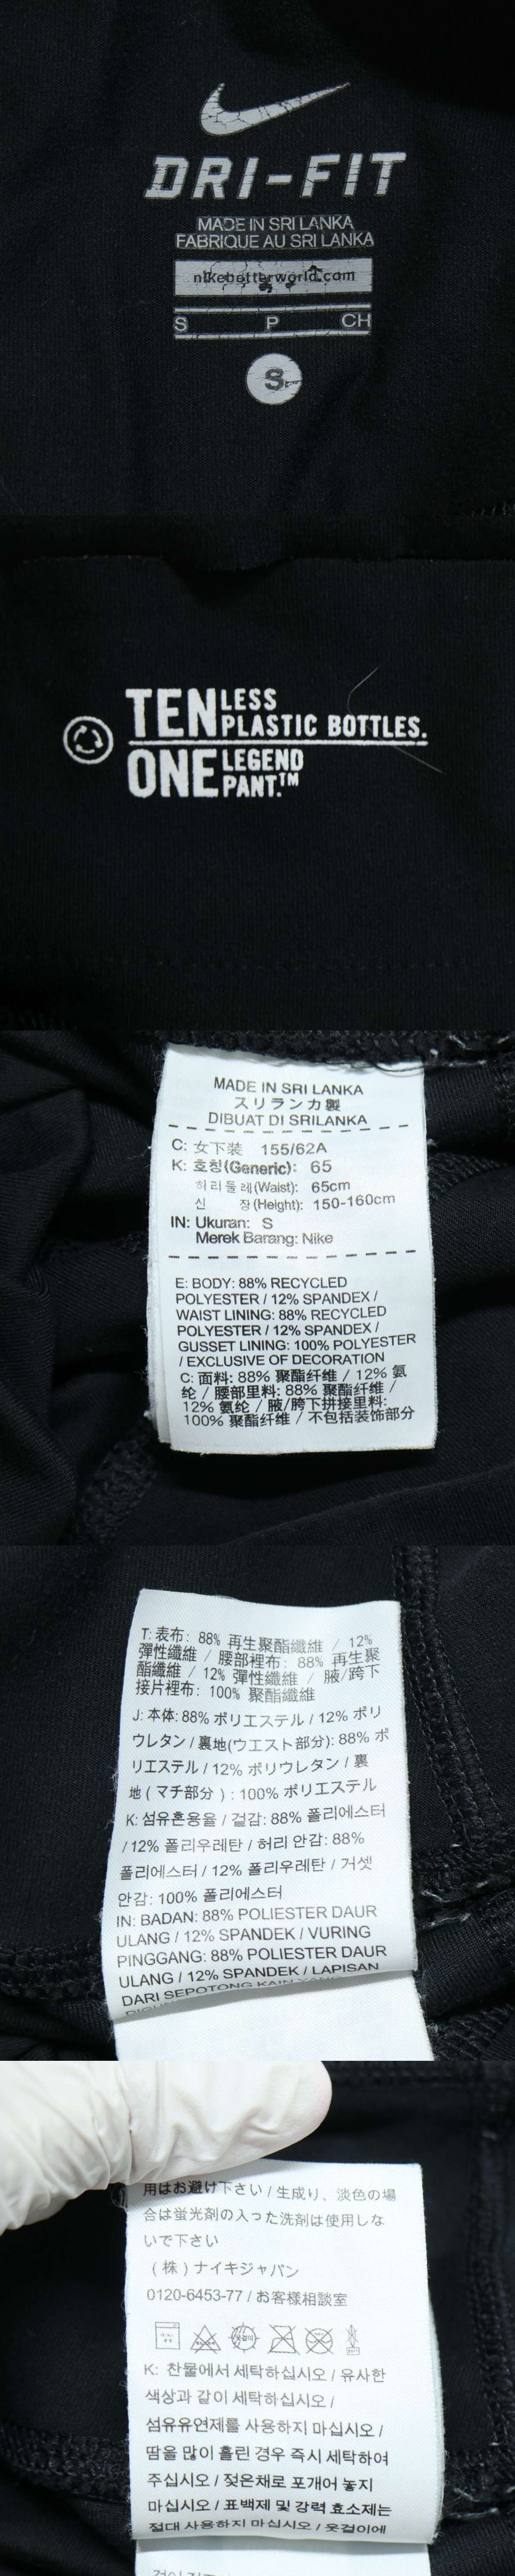 DRI-FIT
MADE IN SRI LANKA
FABRIQUE AU SRI LANKA
nikebetterworld.com
S P CH
S
TEN LESS PLASTIC BOTTLES.
ONE LEGEND PANT.™
MADE IN SRI LANKA
スリランカ製
DIBUAT DI SRILANKA
C: 女下装 155/62A
K: 호칭(Generic): 65
허리둘레(Waist): 65cm
신 장(Height): 150-160cm
IN: Ukuran: S
Merek Barang: Nike
E: BODY: 88% RECYCLED
POLYESTER / 12% SPANDEX /
WAIST LINING: 88% RECYCLED
POLYESTER / 12% SPANDEX /
GUSSET LINING: 100% POLYESTER
/ EXCLUSIVE OF DECORATION
C: 面料: 88% 聚酯纤维 / 12% 氨
纶 / 腰部里料: 88% 聚酯纤维 /
12% 氨纶 / 腋/胯下拼接里料:
100% 聚酯纤维 / 不包括装饰部分
T: 表布: 88% 再生聚酯纖維 / 12%
彈性纖維 / 腰部裡布: 88% 再生聚
酯纖維 / 12% 彈性纖維 / 腋/跨下
接片裡布: 100% 聚酯纖維
J: 本体: 88% ポリエステル / 12% ポリ
ウレタン / 裏地(ウエスト部分): 88% ポ
リエステル / 12% ポリウレタン / 裏
地 ( マチ部分 ) : 100% ポリエステル
K: 섬유혼용율 / 겉감: 88% 폴리에스터
/ 12% 폴리우레탄 / 허리 안감: 88%
폴리에스터 / 12% 폴리우레탄 / 거셋
안감: 100% 폴리에스터
IN: BADAN: 88% POLIESTER DAUR
ULANG / 12% SPANDEK / VURING
PINGGANG: 88% POLIESTER DAUR
ULANG / 12% SPANDEK / LAPISAN
DARI SEPOTONG KAIN
用はお避け下さい / 生成り、淡色の場
合は蛍光剤の入った洗剤は使用しな
いで下さい
( 株 ) ナイキジャパン
0120-6453-77 / お客様相談室
K: 찬물에서 세탁하십시오 / 유사한
색상과 같이 세탁하십시오 /
섬유유연제를 사용하지 마십시오 /
땀을 많이 흘린 경우 즉시 세탁하여
주십시오 / 젖은채로 포개어 놓지
마십시오 / 표백제 및 강력 효소제는
절대 사용하지 마십시오 / 옷걸이에